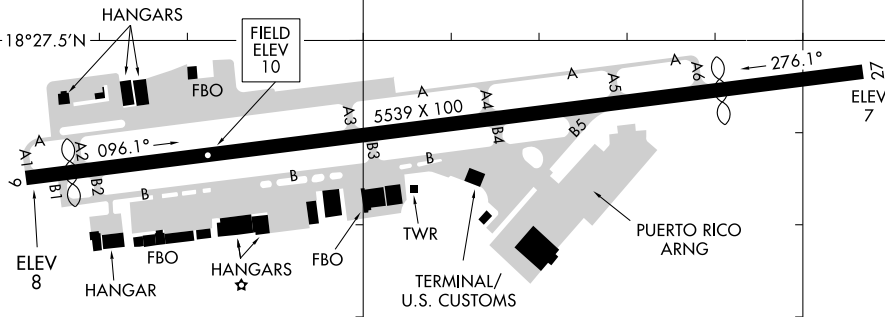 HANGARS
18°27.5'N
FIELD
ELEV
10
FBO
A
A
A
A6
276.1°
27
ELEV
7
A
A1
A2
096.1°
A3
5539 X 100
A4
A5
9
B1
B2
B
B
B3
B
B4
B5
ELEV
8
HANGAR
FBO
HANGARS
FBO
TWR
TERMINAL/
U.S. CUSTOMS
PUERTO RICO
ARNG